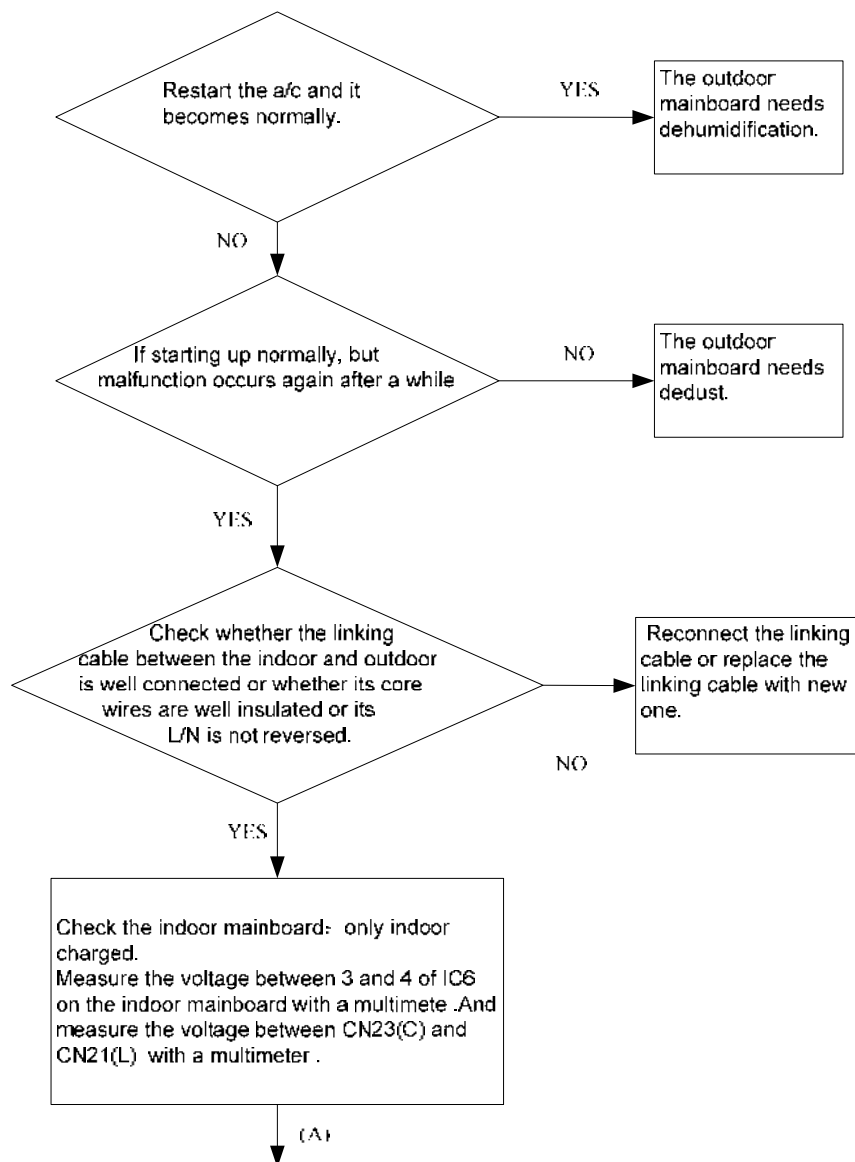 Restart the a/c and it
becomes normally.
YES
The outdoor
mainboard needs
dehumidification.
NO
If starting up normally, but
malfunction occurs again after a while
NO
The outdoor
mainboard needs
dedust.
YES
Check whether the linking
cable between the indoor and outdoor
is well connected or whether its core
wires are well insulated or its
L/N is not reversed.
Reconnect the linking
cable or replace the
linking cable with new
one.
NO
YES
Check the indoor mainboard: only indoor
charged.
Measure the voltage between 3 and 4 of IC6
on the indoor mainboard with a multimete .And
measure the voltage between CN23(C) and
CN21(L) with a multimeter .
(A)